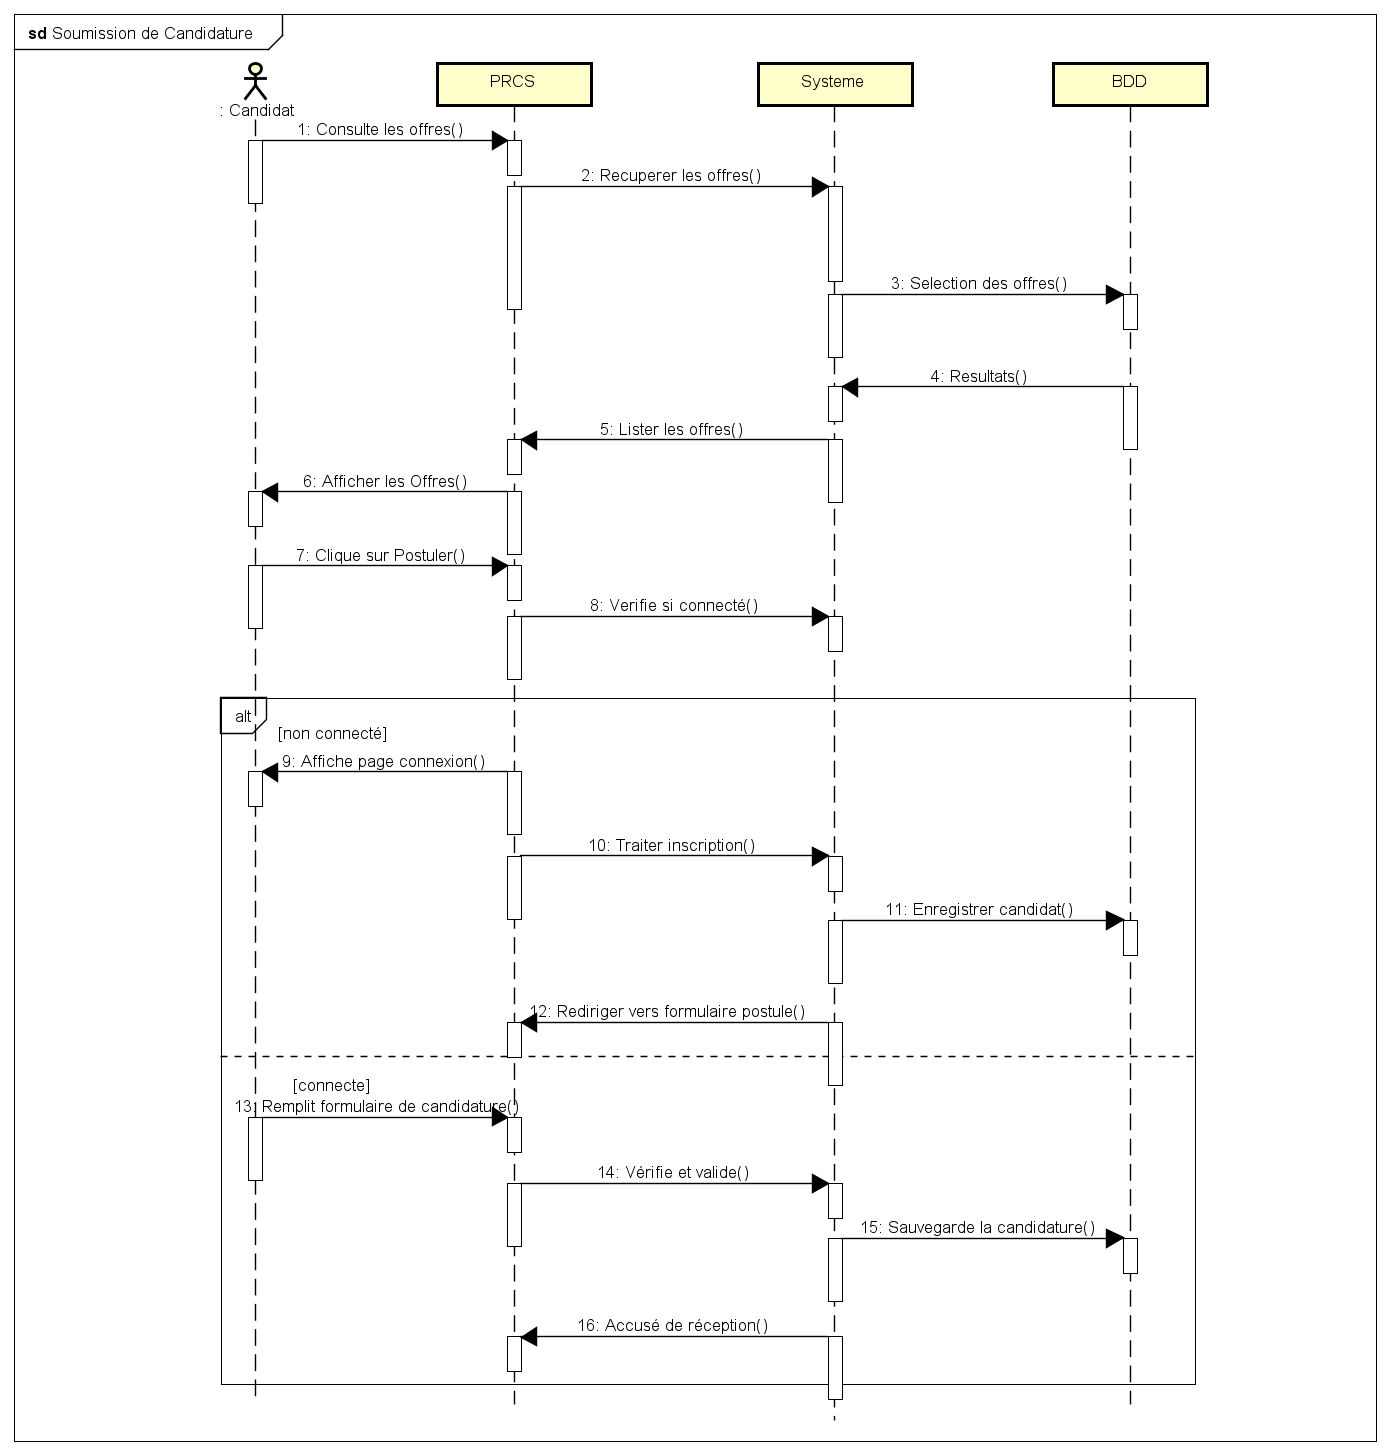 sd Soumission de Candidature
: Candidat
PRCS
Systeme
BDD
1: Consulte les offres()
2: Recuperer les offres()
3: Selection des offres()
4: Resultats()
5: Lister les offres()
6: Afficher les Offres()
7: Clique sur Postuler()
8: Verifie si connecté()
alt
[non connecté]
9: Affiche page connexion()
10: Traiter inscription()
11: Enregistrer candidat()
12: Rediriger vers formulaire postule()
[connecte]
13: Remplit formulaire de candidature()
14: Vérifie et valide()
15: Sauvegarde la candidature()
16: Accusé de réception()